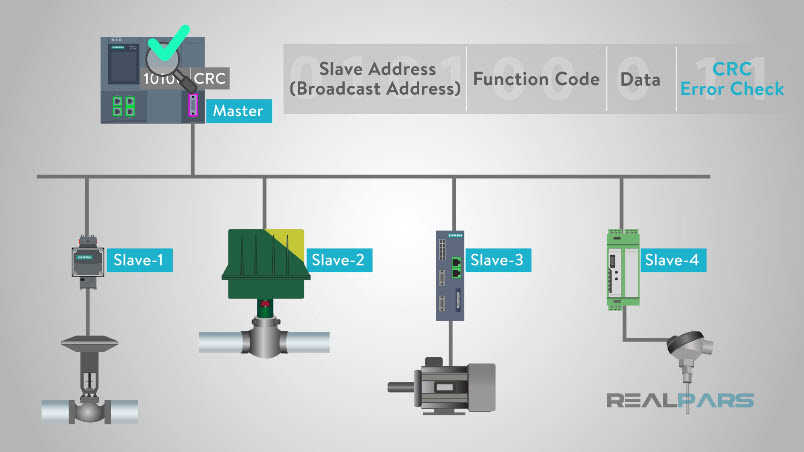 1010 CRC
Master
Slave Address
(Broadcast Address)
Function Code
Data
CRC
Error Check
Slave-1
Slave-2
Slave-3
Slave-4
REALPARS